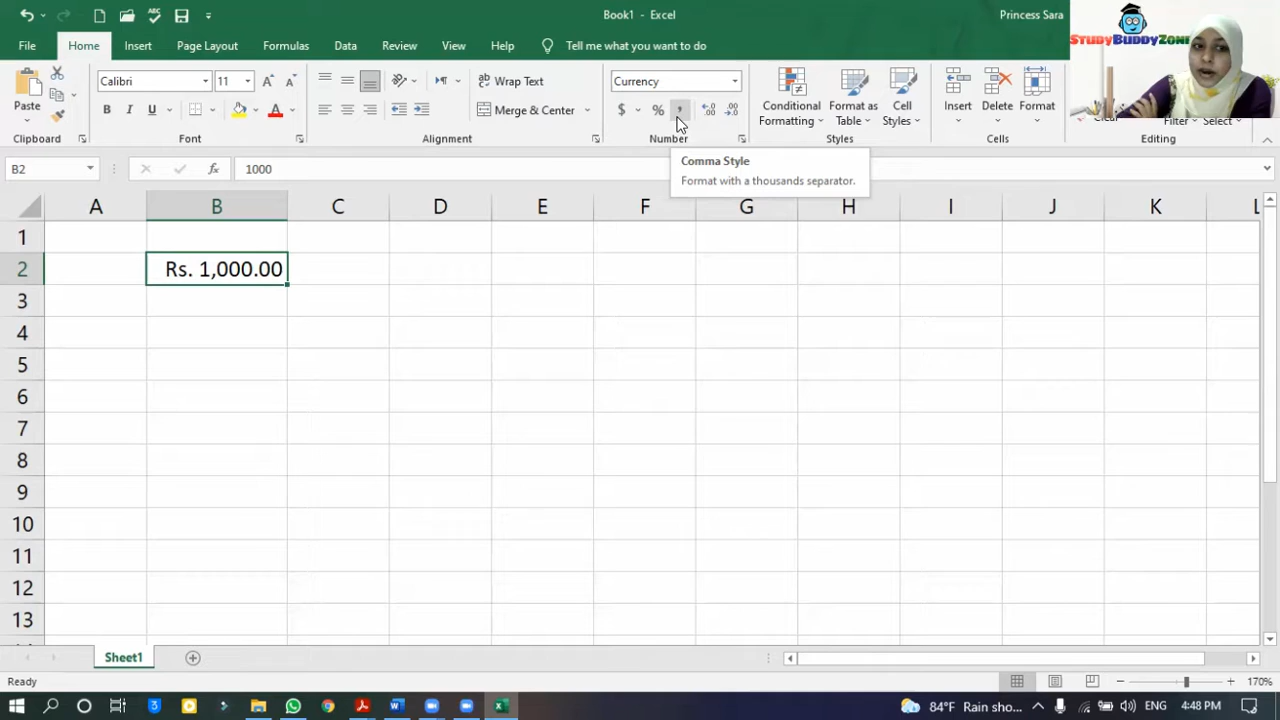 Book1 - Excel
Princess Sara
STUDYBUDDYZONE
File Home Insert Page Layout Formulas Data Review View Help Tell me what you want to do
Calibri 11
Wrap Text
Currency
Paste
B I U A
Merge & Center
$ % ,
Conditional Formatting
Format as Table
Cell Styles
Insert Delete Format
Clear
Filter Select
Clipboard Font Alignment Number Styles Cells Editing
B2 fx 1000
Comma Style
Format with a thousands separator.
A B C D E F G H I J K L
1
2 Rs. 1,000.00
3
4
5
6
7
8
9
10
11
12
13
Sheet1
Ready
170%
84°F Rain sho... ENG 4:48 PM